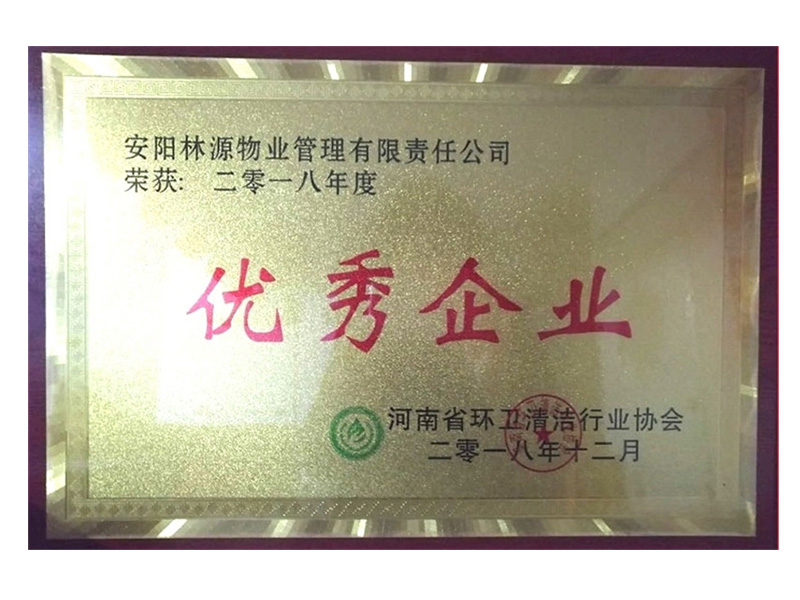 安阳林源物业管理有限责任公司
荣获: 二零一八年度
优秀企业
河南省环卫清洁行业协会
二零一八年十二月